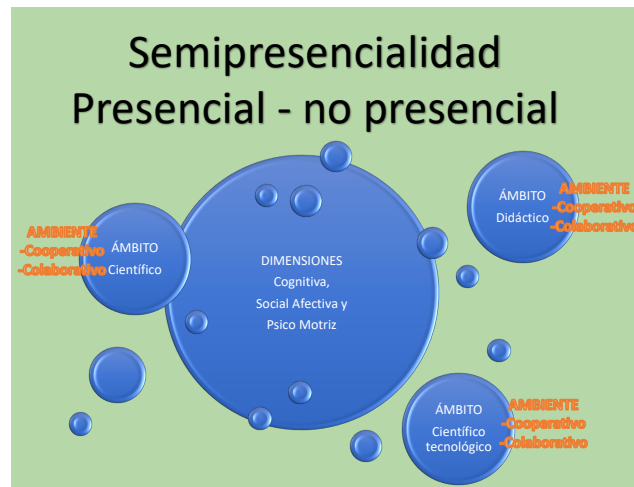 Semipresencialidad
Presencial - no presencial
AMBIENTE
-Cooperativo
-Colaborativo
ÁMBITO
Científico
DIMENSIONES
Cognitiva,
Social Afectiva y
Psico Motriz
ÁMBITO
Didáctico
AMBIENTE
-Cooperativo
-Colaborativo
ÁMBITO
Científico
tecnológico
AMBIENTE
-Cooperativo
-Colaborativo